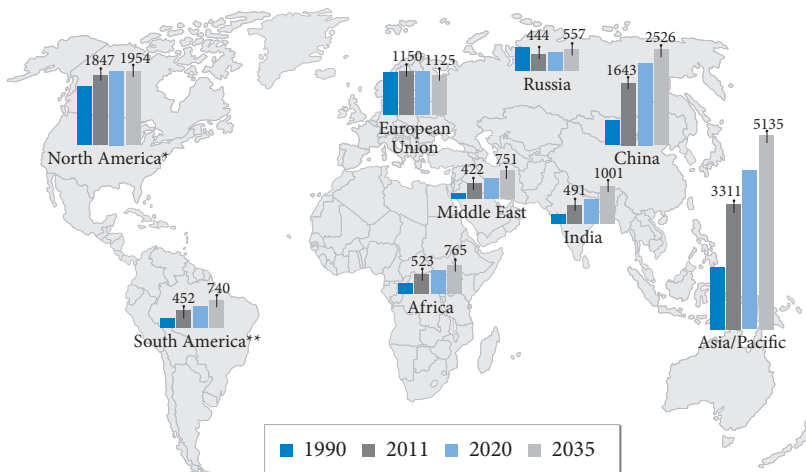 1847 1954
North America*
1150 1125
European
Union
444 557
Russia
1643 2526
China
3311 5135
Asia/Pacific
422 751
Middle East
491 1001
India
523 765
Africa
452 740
South America**
1990 2011 2020 2035